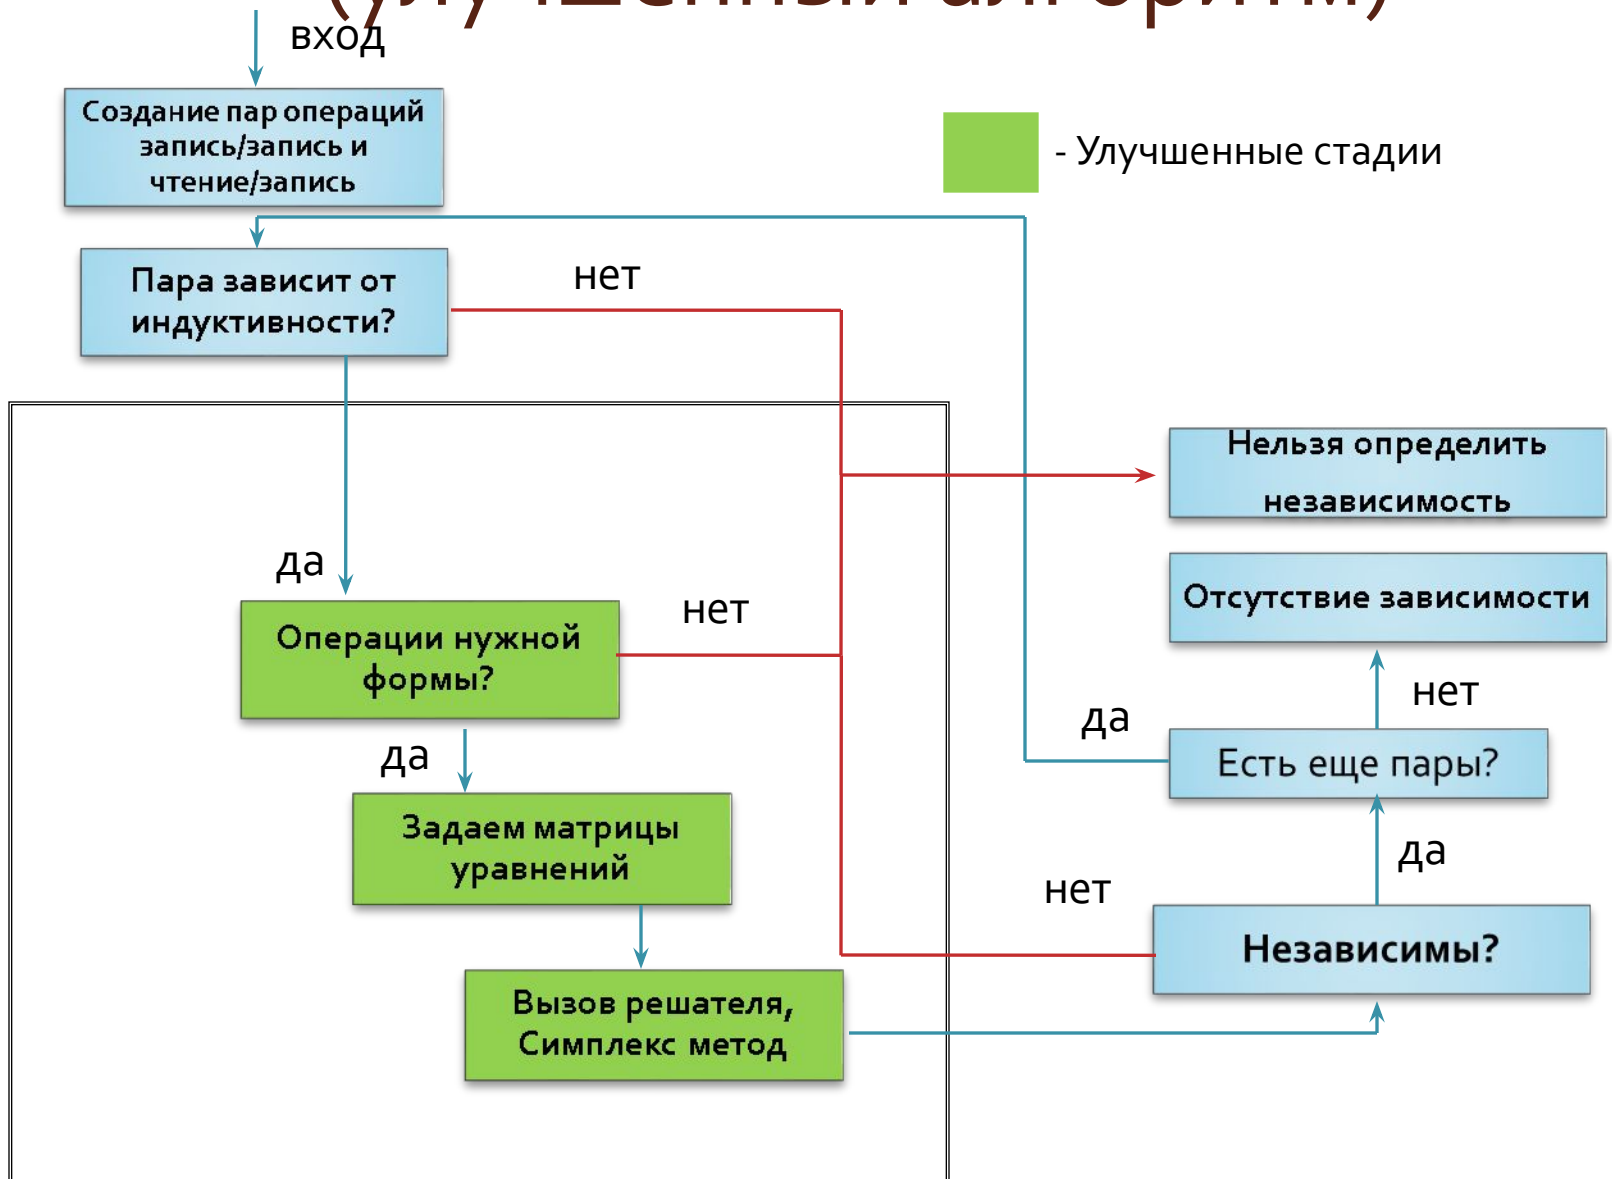 (улучшенный алгоритм)
вход
Создание пар операций
запись/запись и
чтение/запись
- Улучшенные стадии
Пара зависит от
индуктивности?
нет
Нельзя определить
независимость
да
Отсутствие зависимости
Операции нужной
формы?
нет
нет
да
Есть еще пары?
да
Задаем матрицы
уравнений
да
нет
Независимы?
Вызов решателя,
Симплекс метод